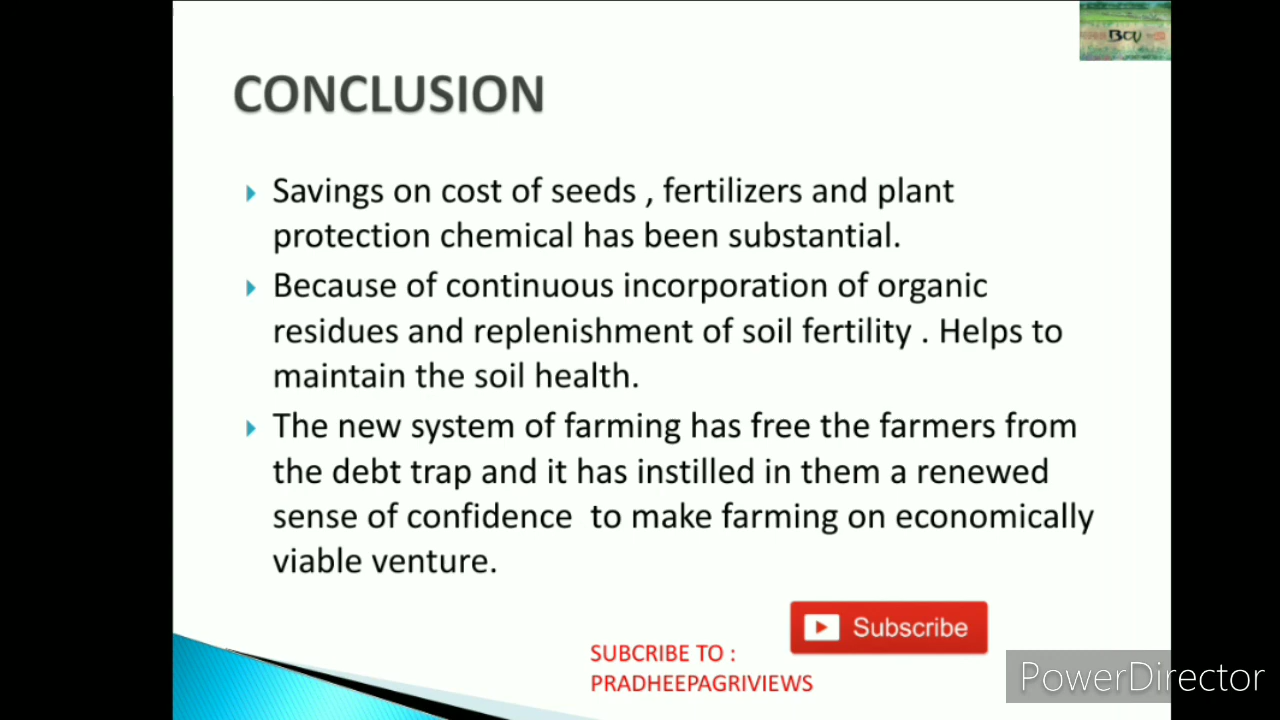 BCV
CONCLUSION
Savings on cost of seeds , fertilizers and plant
protection chemical has been substantial.
Because of continuous incorporation of organic
residues and replenishment of soil fertility . Helps to
maintain the soil health.
The new system of farming has free the farmers from
the debt trap and it has instilled in them a renewed
sense of confidence  to make farming on economically
viable venture.
Subscribe
SUBCRIBE TO :
PRADHEEPAGRIVIEWS
PowerDirector